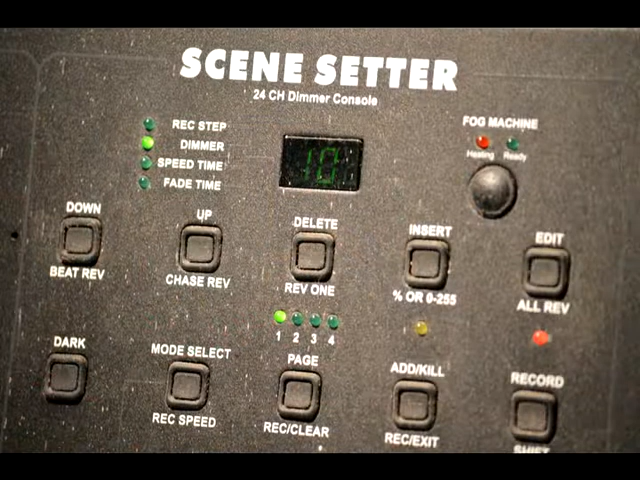 SCENE SETTER
24 CH Dimmer Console
REC STEP
DIMMER
SPEED TIME
FADE TIME
10
FOG MACHINE
Heating Ready
DOWN
UP
DELETE
INSERT
EDIT
BEAT REV
CHASE REV
REV ONE
% OR 0-255
ALL REV
1 2 3 4
DARK
MODE SELECT
PAGE
ADD/KILL
RECORD
REC SPEED
REC/CLEAR
REC/EXIT
SHIFT